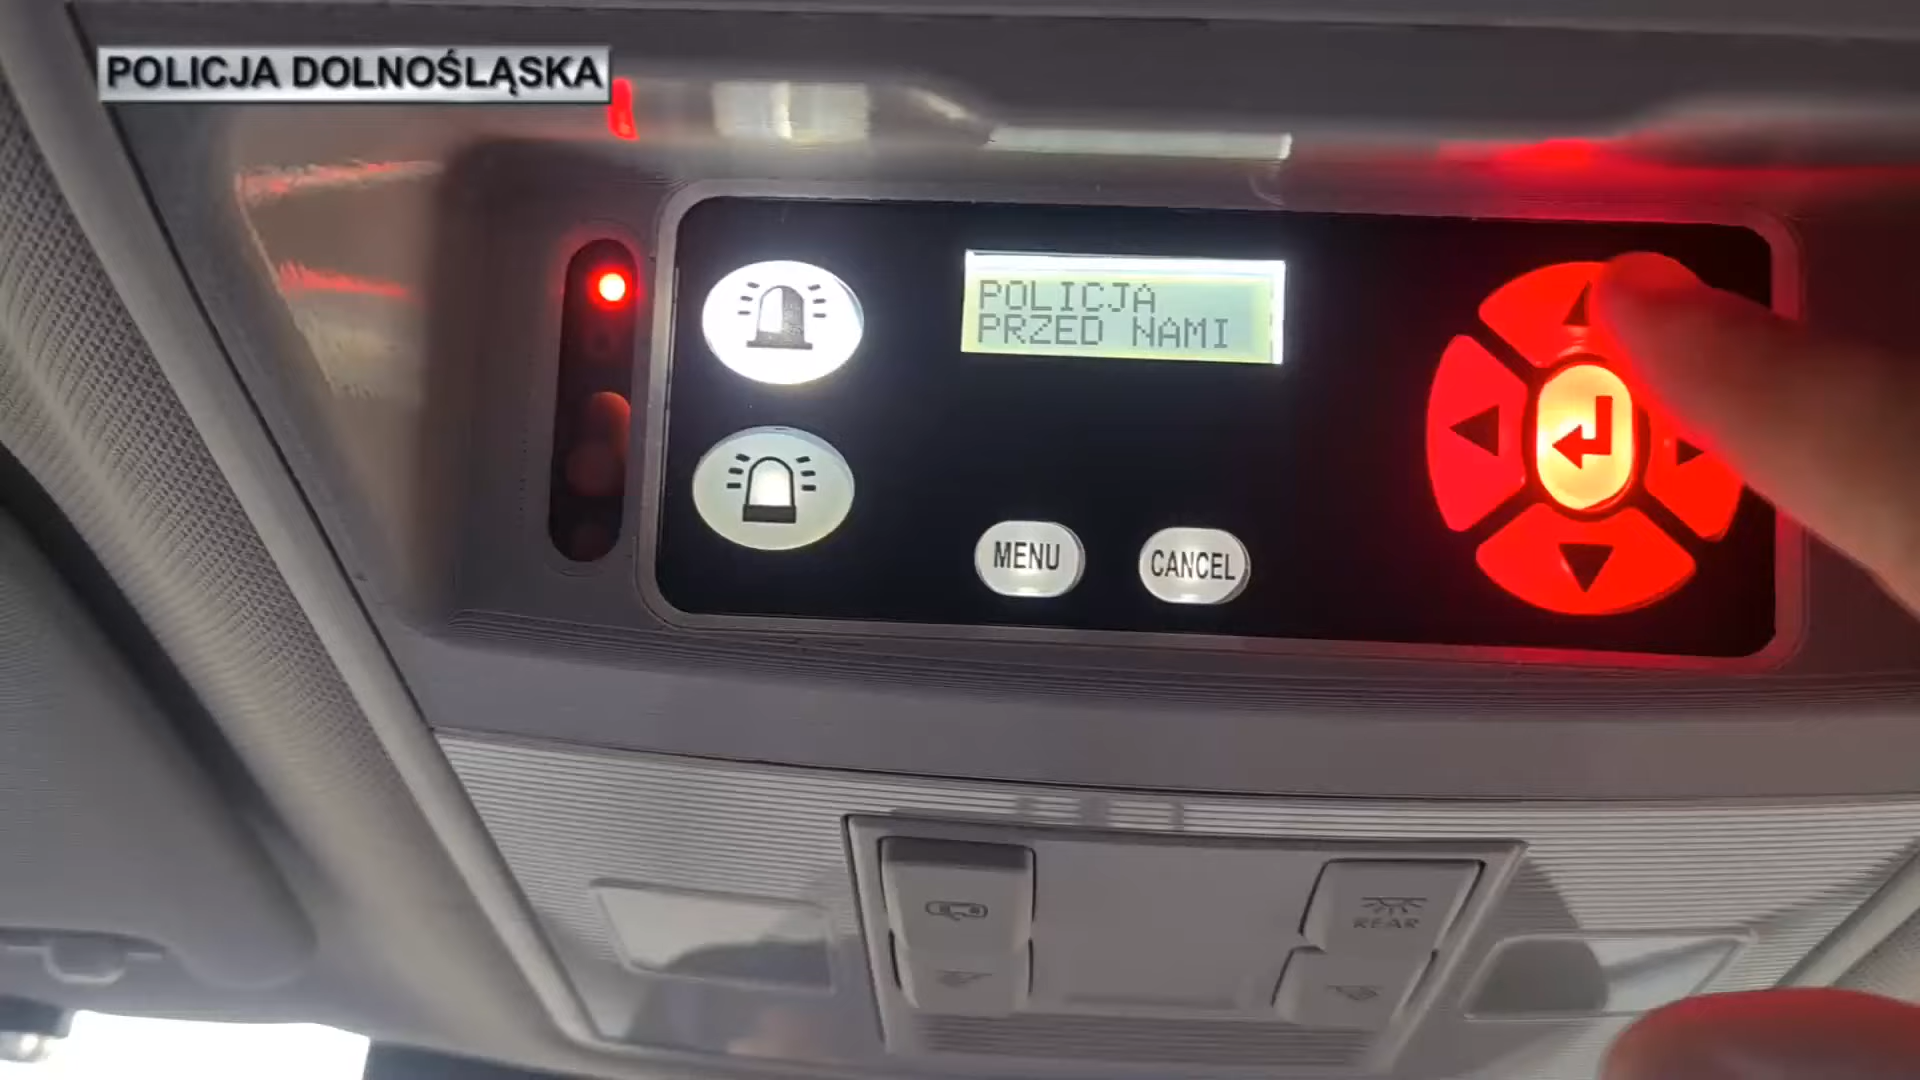 POLICJA DOLNOŚLĄSKA
POLICJA
PRZED NAMI
MENU
CANCEL
REAR